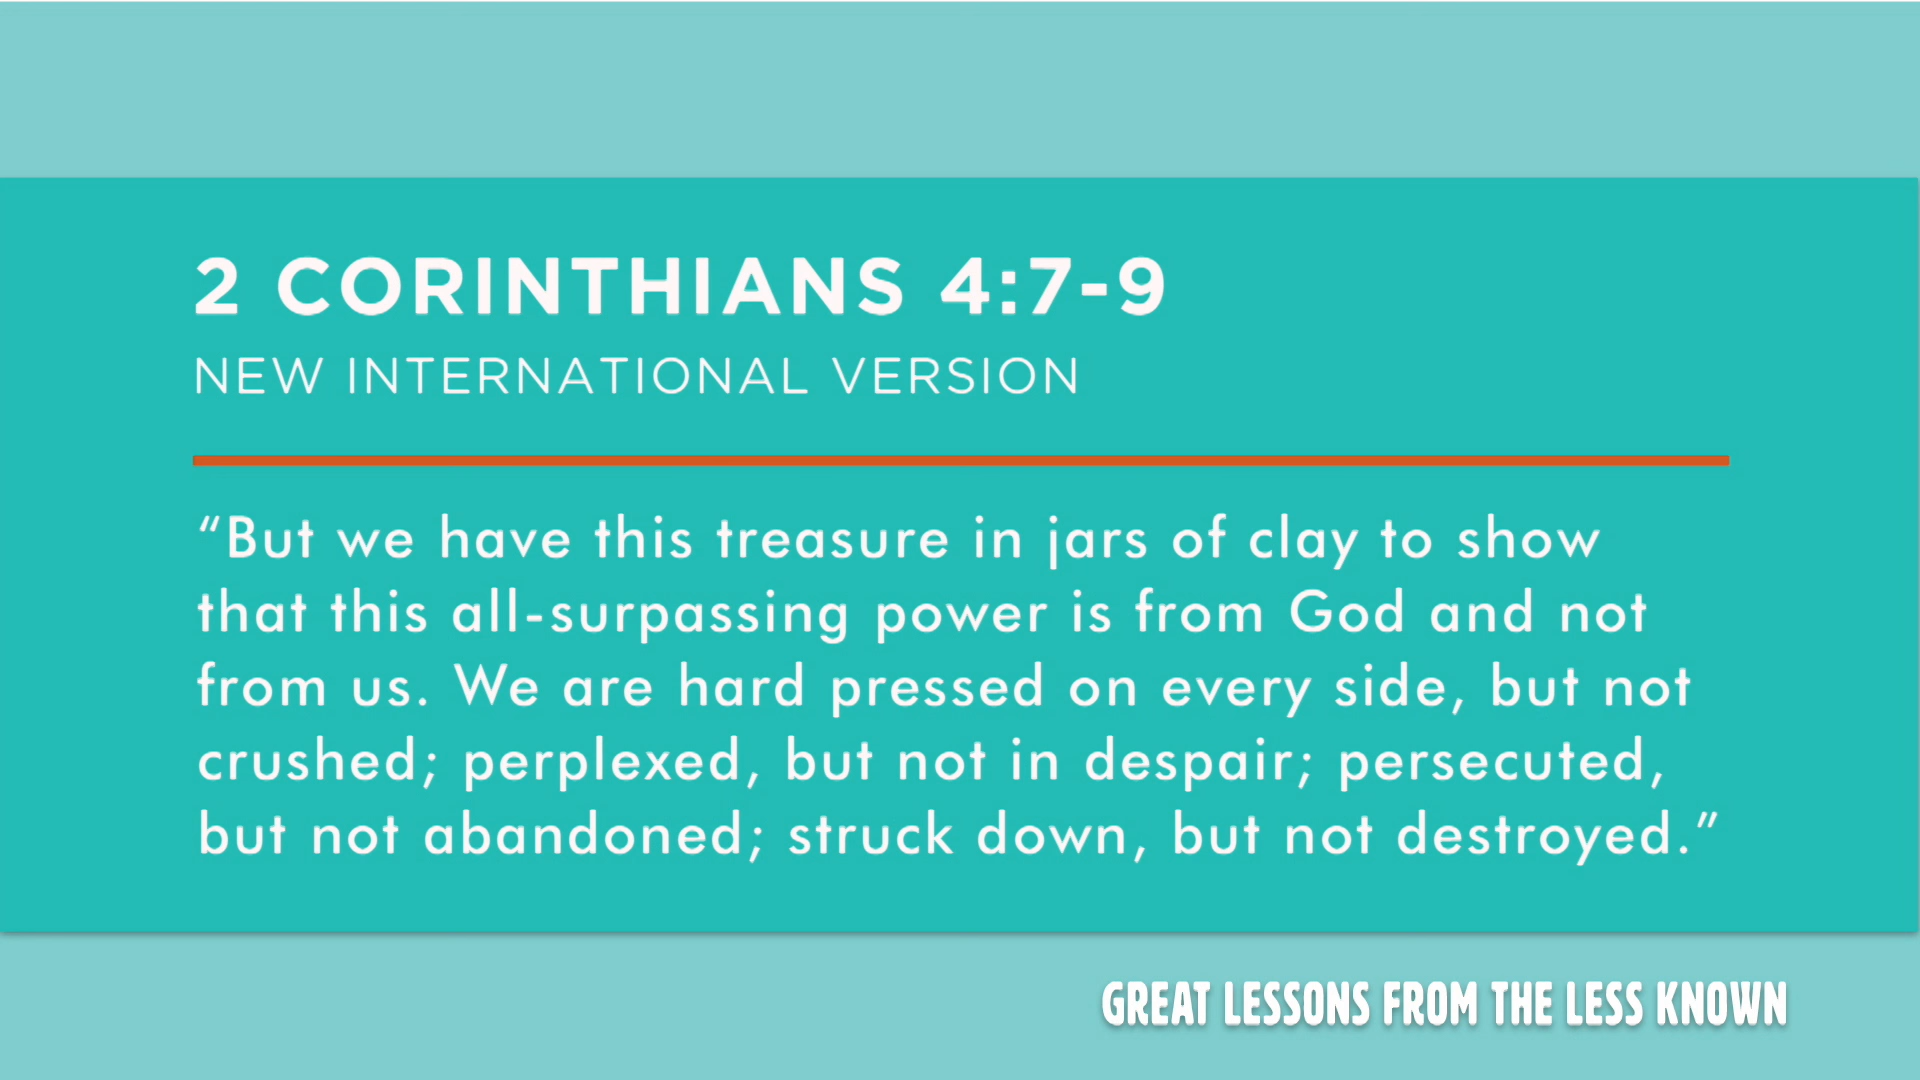 2 CORINTHIANS 4:7-9
NEW INTERNATIONAL VERSION
“But we have this treasure in jars of clay to show
that this all-surpassing power is from God and not
from us. We are hard pressed on every side, but not
crushed; perplexed, but not in despair; persecuted,
but not abandoned; struck down, but not destroyed.”
GREAT LESSONS FROM THE LESS KNOWN